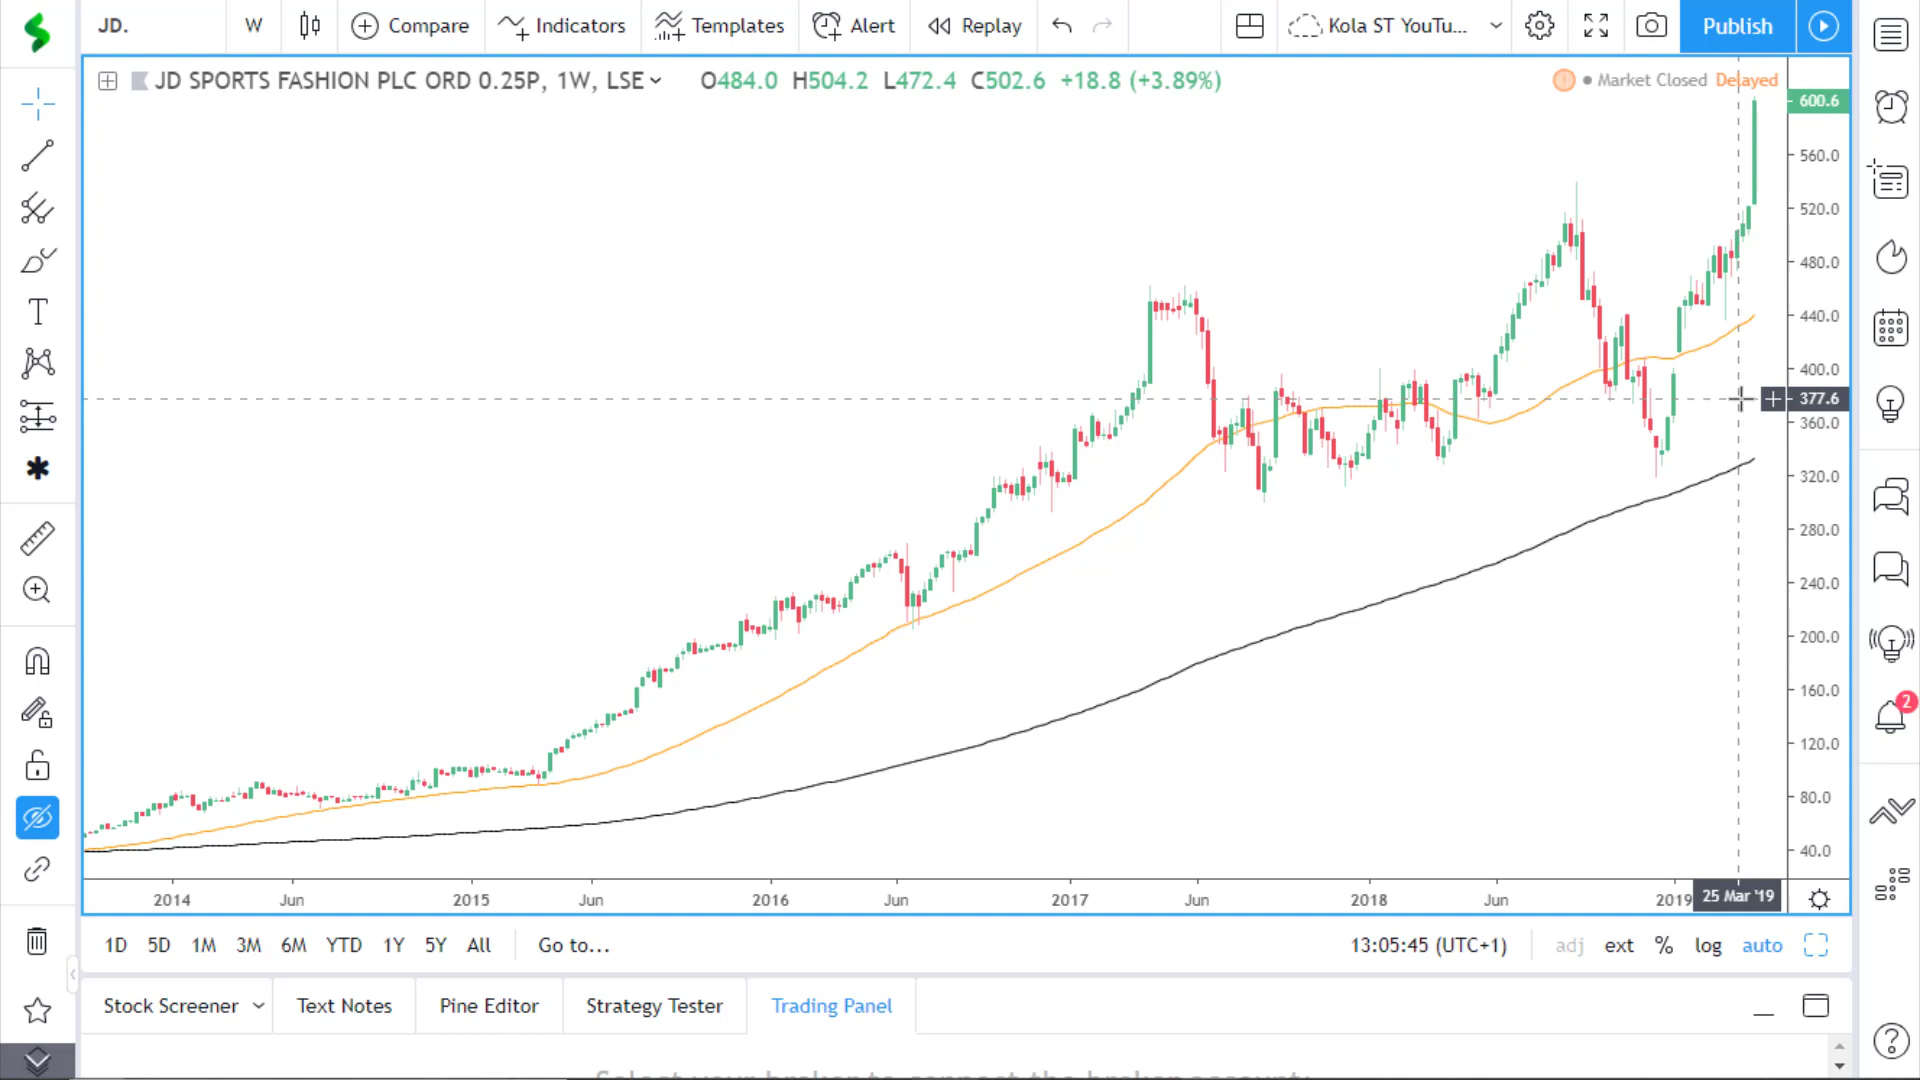 JD.
W
Compare
Indicators
Templates
Alert
Replay
Kola ST YouTu...
Publish
JD SPORTS FASHION PLC ORD 0.25P, 1W, LSE
O484.0 H504.2 L472.4 C502.6 +18.8 (+3.89%)
Market Closed
Delayed
600.6
560.0
520.0
480.0
440.0
400.0
377.6
360.0
320.0
280.0
240.0
200.0
160.0
120.0
80.0
40.0
2014
Jun
2015
Jun
2016
Jun
2017
Jun
2018
Jun
2019
25 Mar '19
1D
5D
1M
3M
6M
YTD
1Y
5Y
All
Go to...
13:05:45 (UTC+1)
adj
ext
%
log
auto
2
Stock Screener
Text Notes
Pine Editor
Strategy Tester
Trading Panel